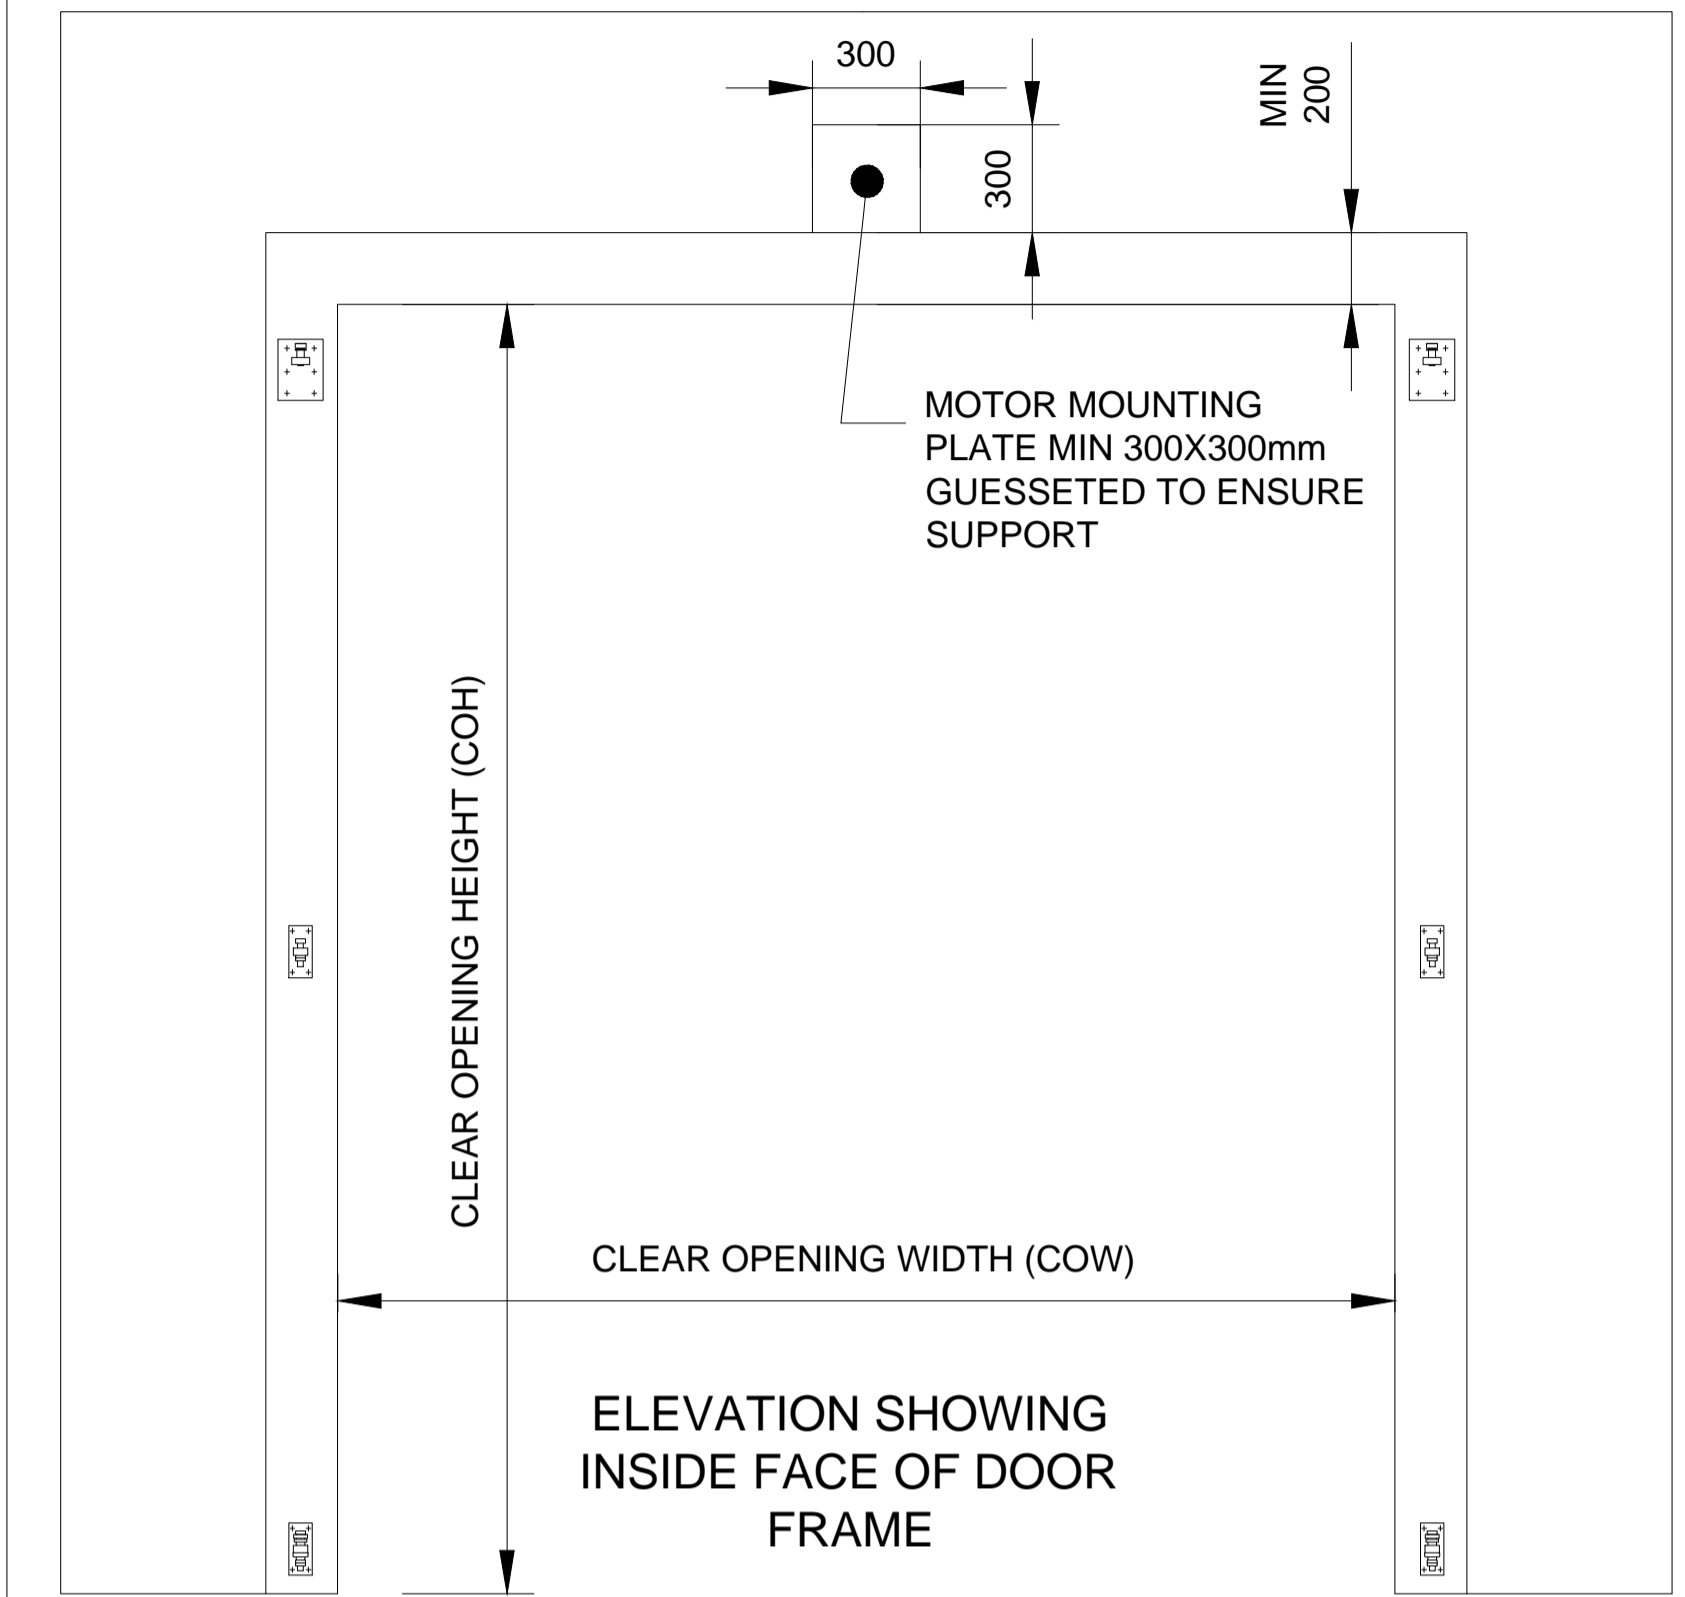 300
MIN
200
300
MOTOR MOUNTING
PLATE MIN 300X300mm
GUESSETED TO ENSURE
SUPPORT
CLEAR OPENING HEIGHT (COH)
CLEAR OPENING WIDTH (COW)
ELEVATION SHOWING
INSIDE FACE OF DOOR
FRAME